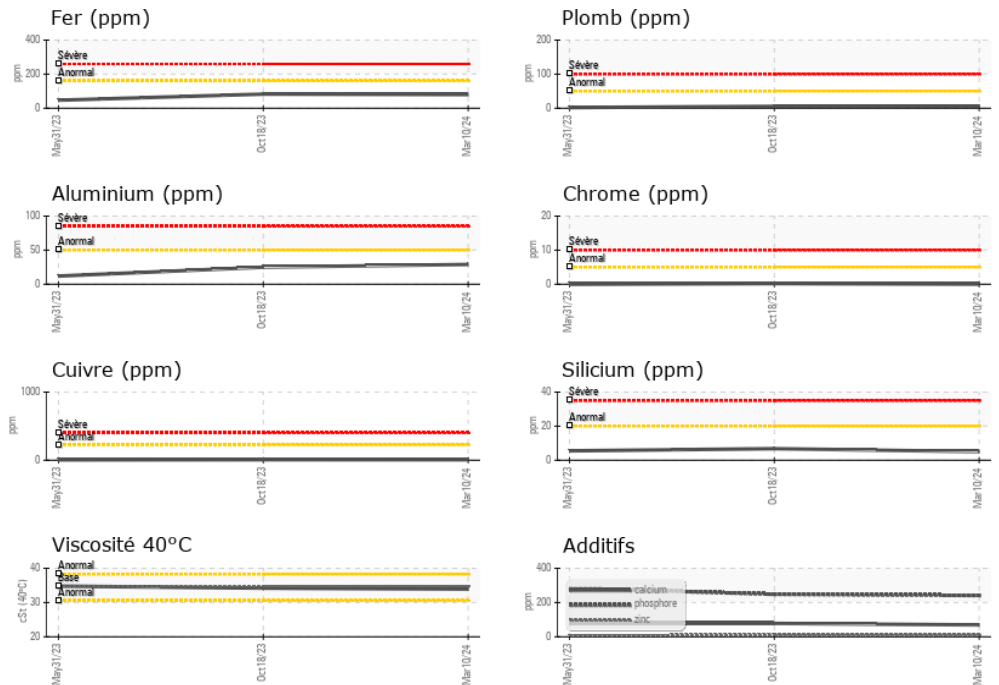 Fer (ppm)
400
200
0
ppm
Sévère
Anormal
May31/23
Oct18/23
Mar10/24
Plomb (ppm)
200
100
0
ppm
Sévère
Anormal
May31/23
Oct18/23
Mar10/24
Aluminium (ppm)
100
50
0
ppm
Sévère
Anormal
May31/23
Oct18/23
Mar10/24
Chrome (ppm)
20
10
0
ppm
Sévère
Anormal
May31/23
Oct18/23
Mar10/24
Cuivre (ppm)
1000
0
ppm
Sévère
Anormal
May31/23
Oct18/23
Mar10/24
Silicium (ppm)
40
20
0
ppm
Sévère
Anormal
May31/23
Oct18/23
Mar10/24
Viscosité 40°C
40
30
20
cSt (40°C)
Anormal
Base
Anormal
May31/23
Oct18/23
Mar10/24
Additifs
400
200
0
ppm
calcium
phosphore
zinc
May31/23
Oct18/23
Mar10/24